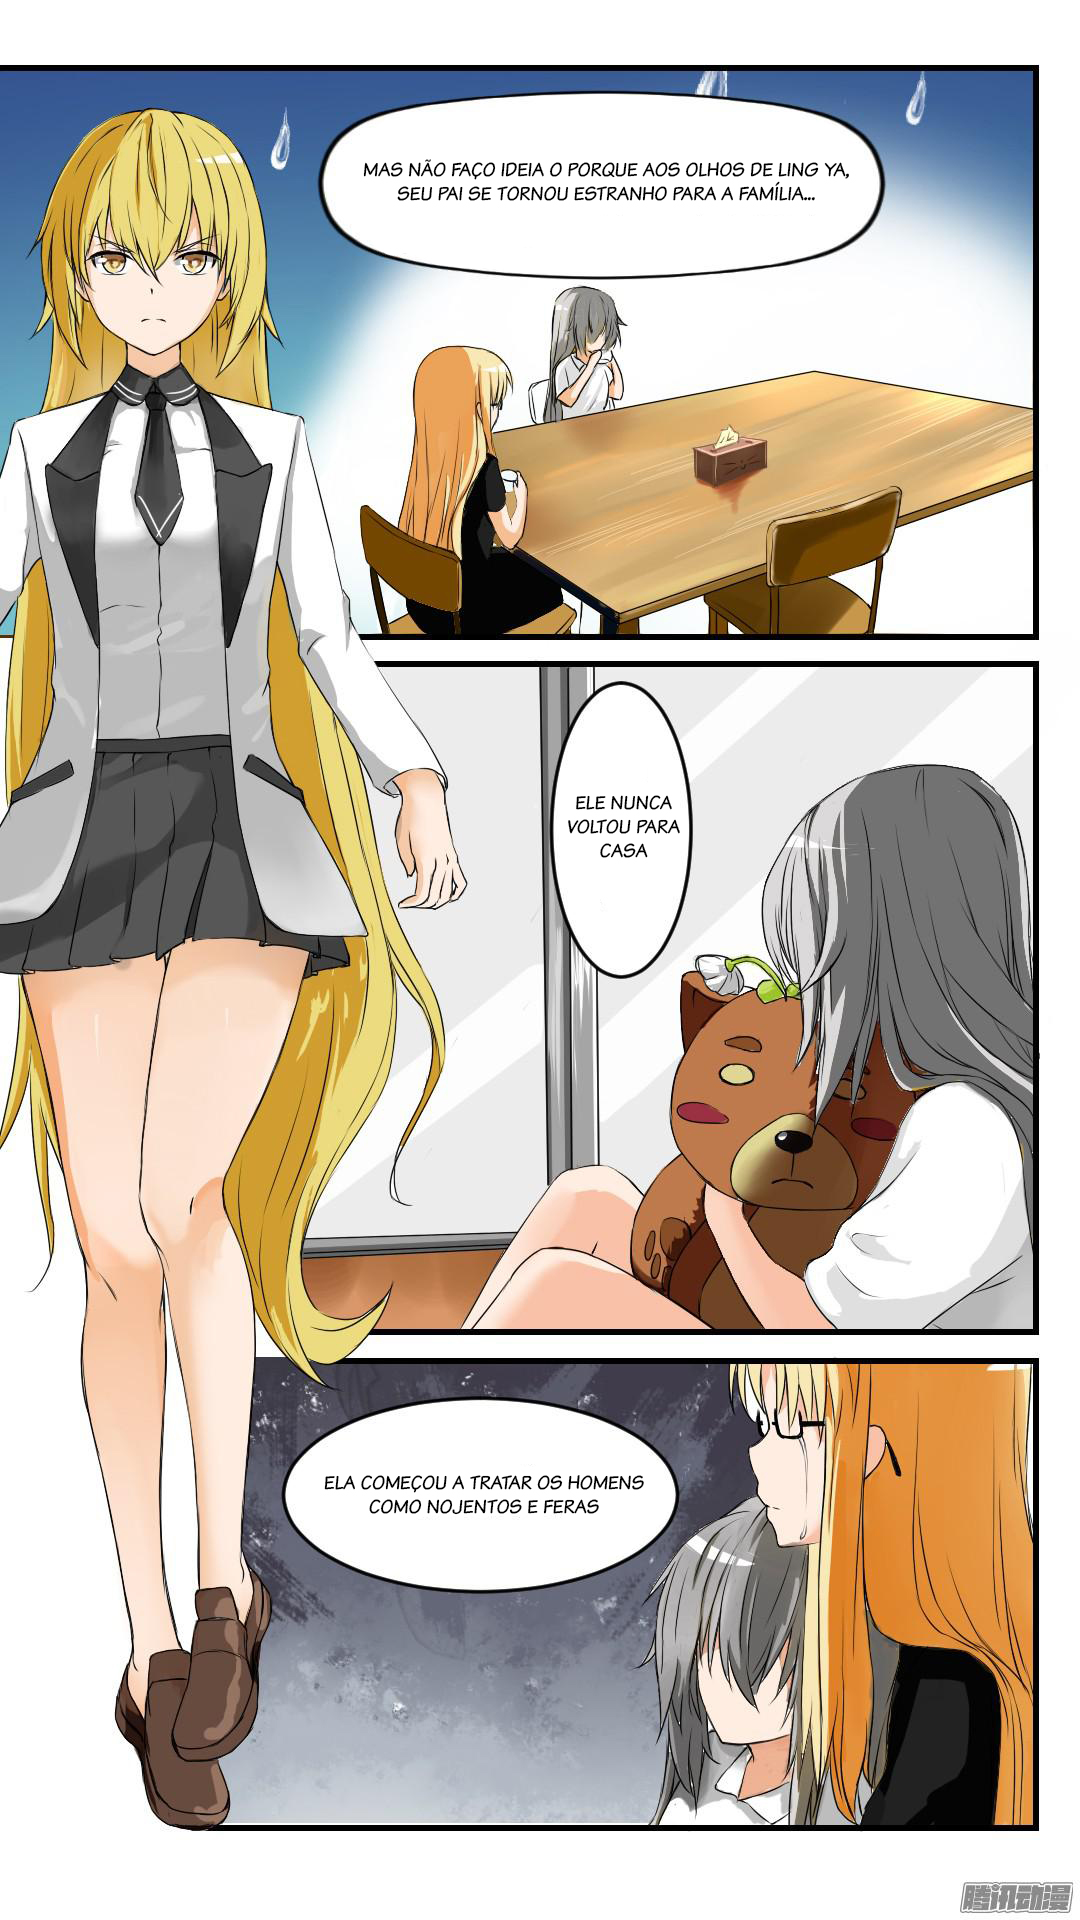 MAS NÃO FAÇO IDEIA O PORQUE AOS OLHOS DE LING YA,
SEU PAI SE TORNOU ESTRANHO PARA A FAMÍLIA...
ELE NUNCA
VOLTOU PARA
CASA
ELA COMEÇOU A TRATAR OS HOMENS
COMO NOJENTOS E FERAS
腾讯动漫